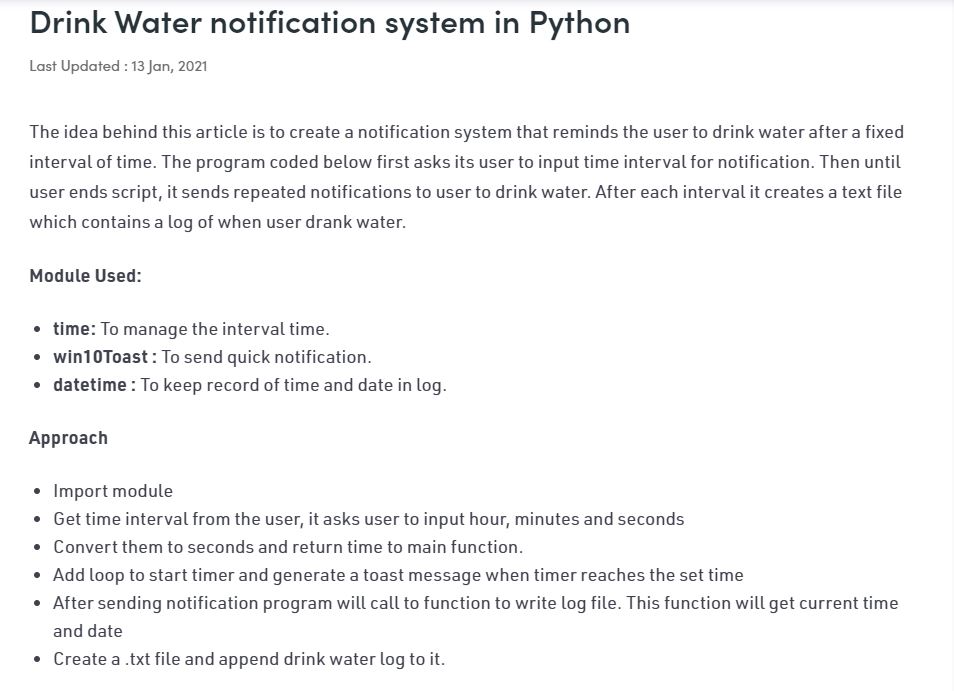 Drink Water notification system in Python
Last Updated : 13 Jan, 2021
The idea behind this article is to create a notification system that reminds the user to drink water after a fixed
interval of time. The program coded below first asks its user to input time interval for notification. Then until
user ends script, it sends repeated notifications to user to drink water. After each interval it creates a text file
which contains a log of when user drank water.
Module Used:
• time: To manage the interval time.
• win10Toast : To send quick notification.
• datetime : To keep record of time and date in log.
Approach
• Import module
• Get time interval from the user, it asks user to input hour, minutes and seconds
• Convert them to seconds and return time to main function.
• Add loop to start timer and generate a toast message when timer reaches the set time
• After sending notification program will call to function to write log file. This function will get current time
and date
• Create a .txt file and append drink water log to it.